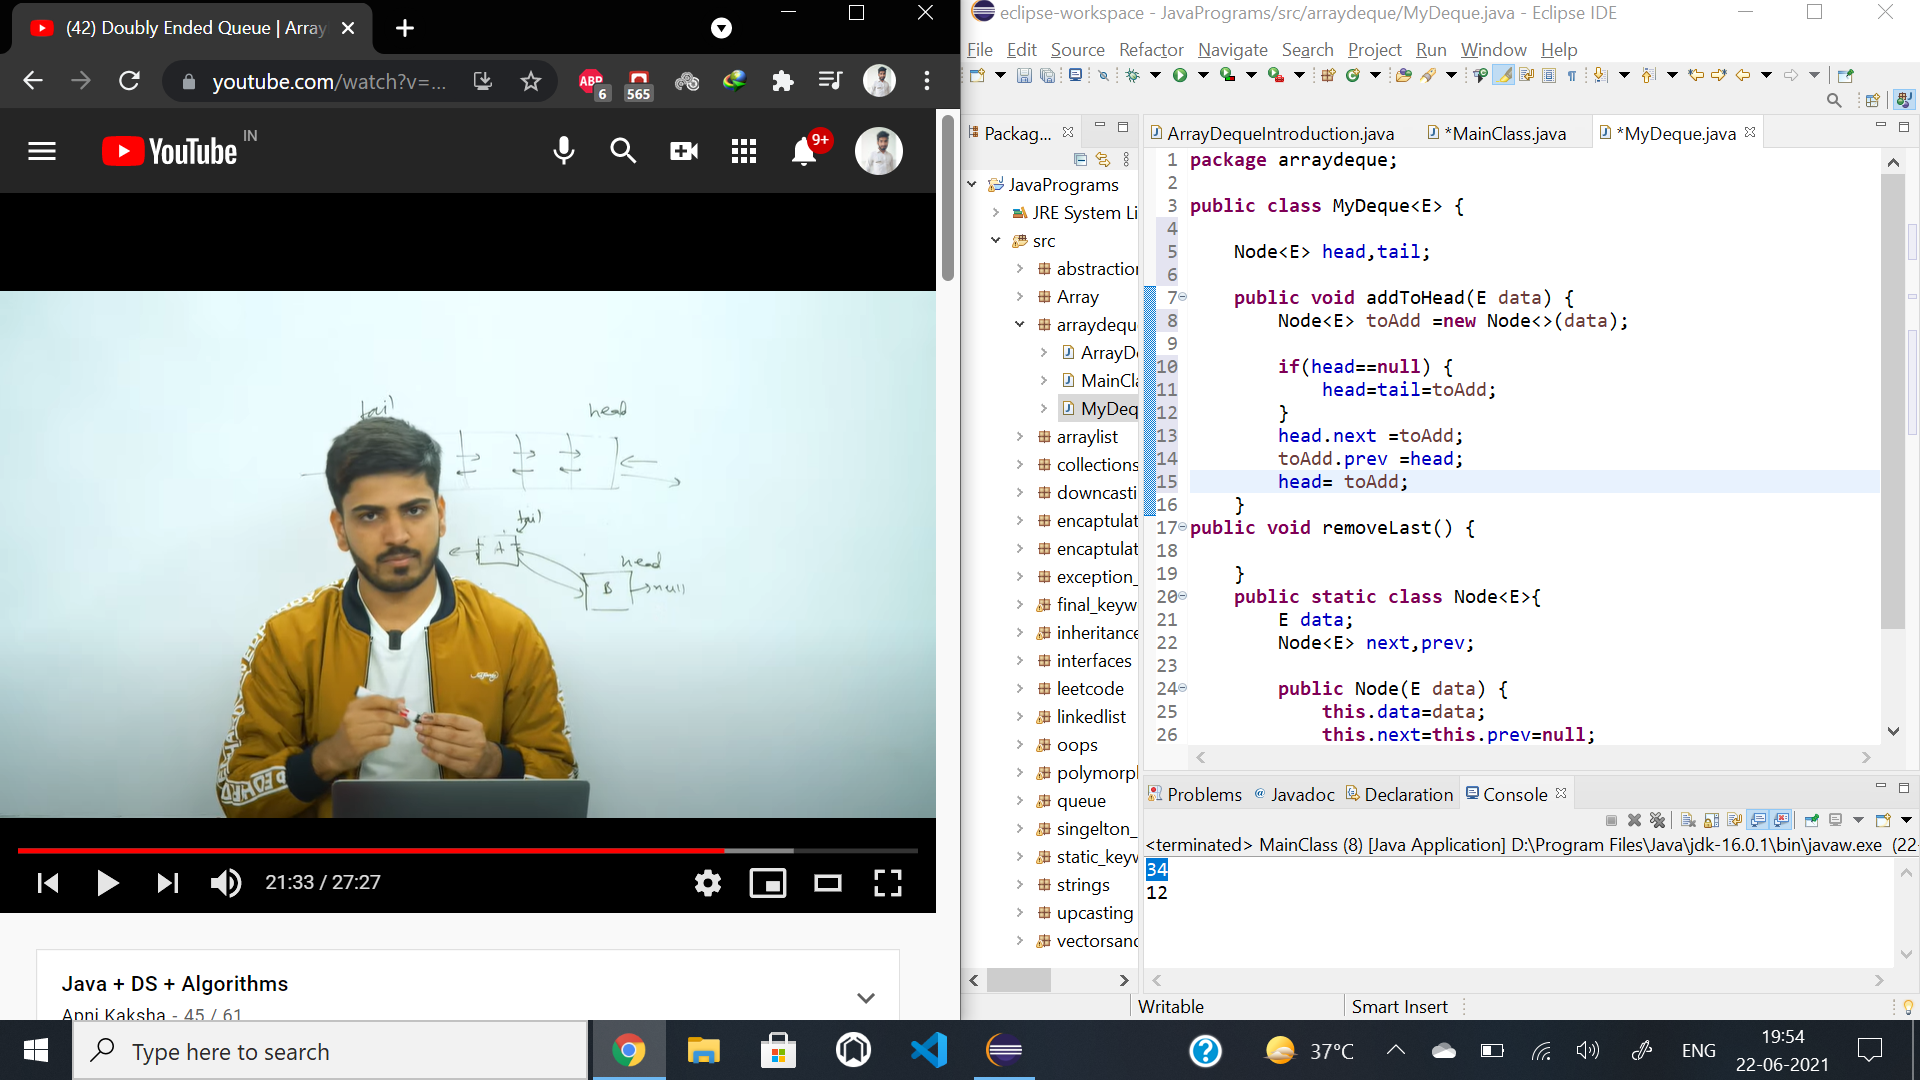 (42) Doubly Ended Queue | Array
youtube.com/watch?v=...
ABP
6
565
YouTube
IN
9+
tail
head
tail
A
head
B
null
21:33 / 27:27
Java + DS + Algorithms
Apni Kaksha - 45 / 61
eclipse-workspace - JavaPrograms/src/arraydeque/MyDeque.java - Eclipse IDE
File Edit Source Refactor Navigate Search Project Run Window Help
Packag...
JavaPrograms
JRE System Li
src
abstraction
Array
arraydequ
ArrayD
MainCla
MyDeq
arraylist
collections
downcasti
encaptulat
encaptulat
exception_
final_keyw
inheritance
interfaces
leetcode
linkedlist
oops
polymorpl
queue
singelton_
static_keyv
strings
upcasting
vectorsanc
ArrayDequeIntroduction.java *MainClass.java *MyDeque.java
1 package arraydeque;
2
3 public class MyDeque<E> {
4
5 Node<E> head,tail;
6
7 public void addToHead(E data) {
8 Node<E> toAdd =new Node<>(data);
9
10 if(head==null) {
11 head=tail=toAdd;
12 }
13 head.next =toAdd;
14 toAdd.prev =head;
15 head= toAdd;
16 }
17 public void removeLast() {
18
19 }
20 public static class Node<E>{
21 E data;
22 Node<E> next,prev;
23
24 public Node(E data) {
25 this.data=data;
26 this.next=this.prev=null;
Problems @ Javadoc Declaration Console
<terminated> MainClass (8) [Java Application] D:\Program Files\Java\jdk-16.0.1\bin\javaw.exe (22-
34
12
Writable Smart Insert
Type here to search
37°C
ENG
19:54
22-06-2021